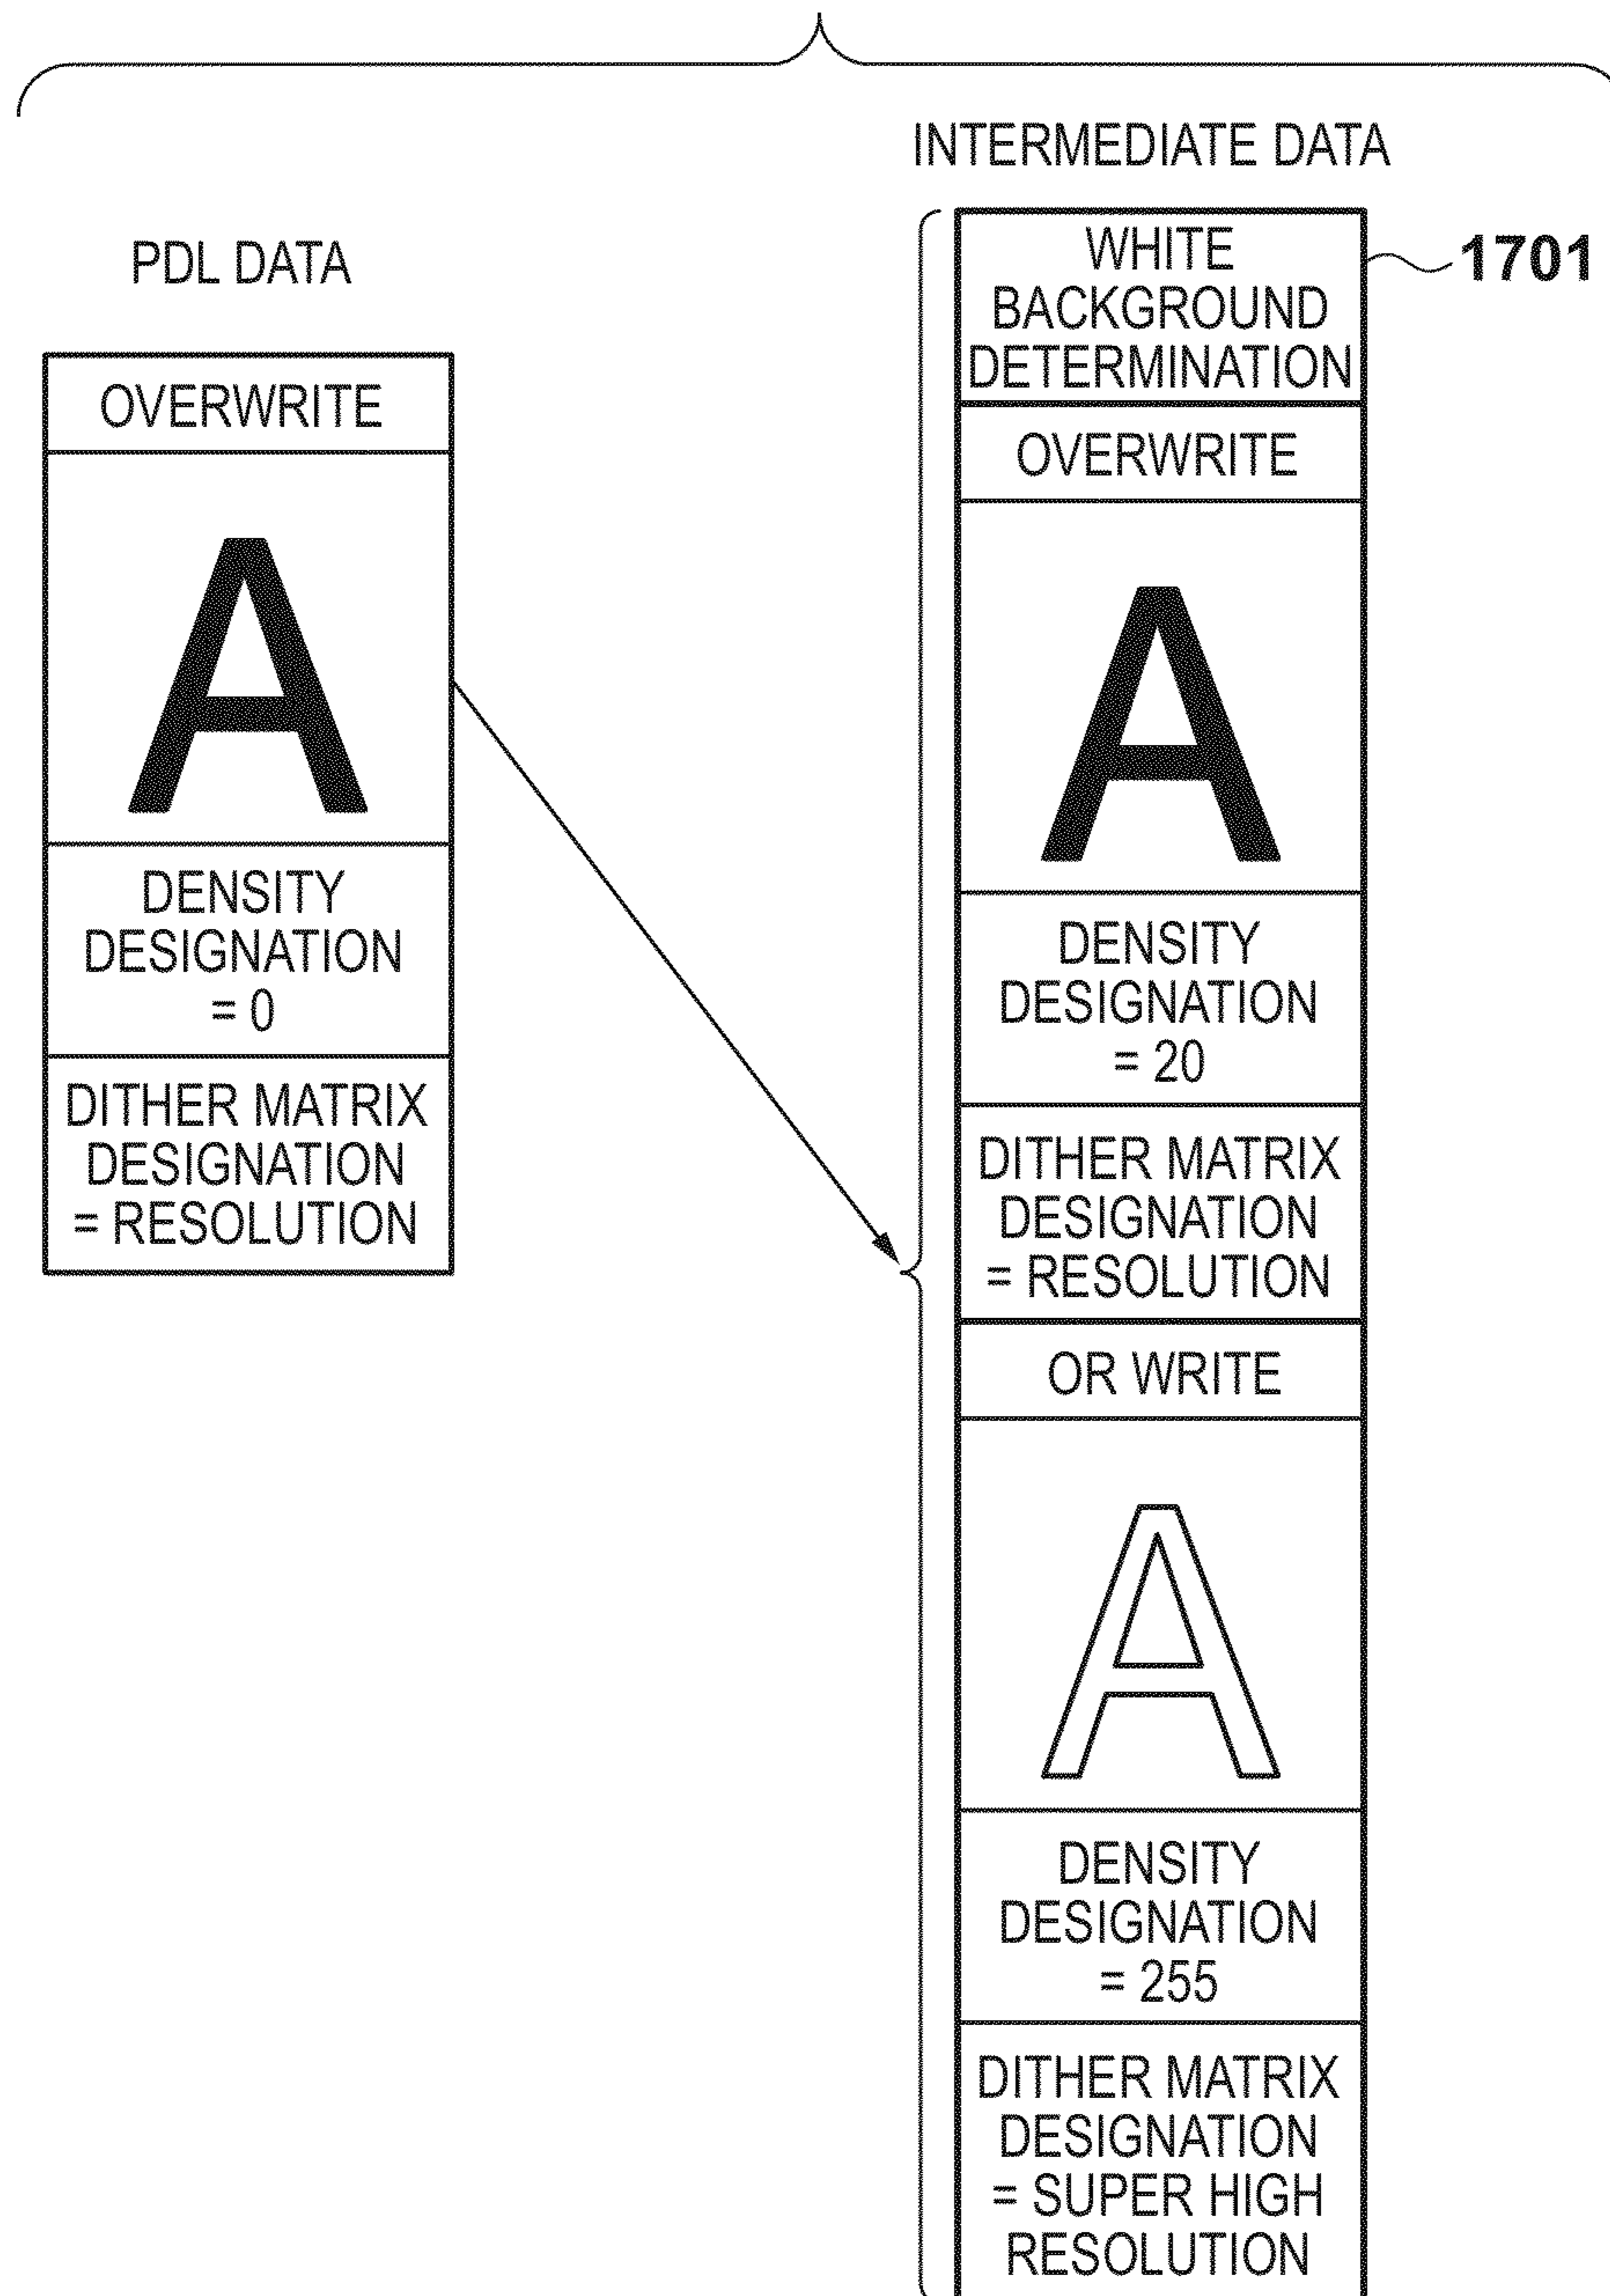 PDL DATA
OVERWRITE
A
DENSITY
DESIGNATION
= 0
DITHER MATRIX
DESIGNATION
= RESOLUTION
INTERMEDIATE DATA
WHITE
BACKGROUND
DETERMINATION
1701
OVERWRITE
A
DENSITY
DESIGNATION
= 20
DITHER MATRIX
DESIGNATION
= RESOLUTION
OR WRITE
A
DENSITY
DESIGNATION
= 255
DITHER MATRIX
DESIGNATION
= SUPER HIGH
RESOLUTION